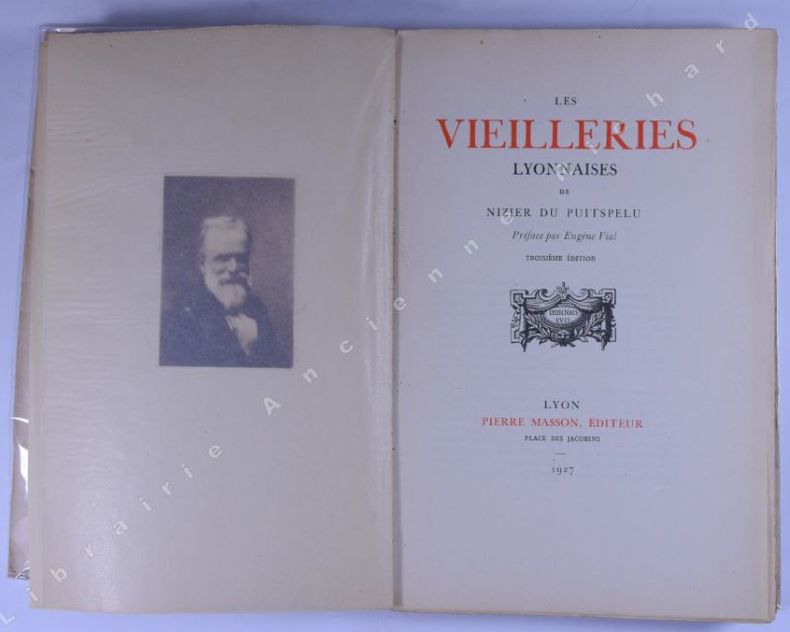 LES
VIEILLERIES
LYONNAISES
DE
NIZIER DU PUITSPELU
Préface par Eugène Vial
TROISIÈME ÉDITION
LYONNAIS
LYON
PIERRE MASSON, ÉDITEUR
PLACE DES JACOBINS
1927
Librairie Ancienne